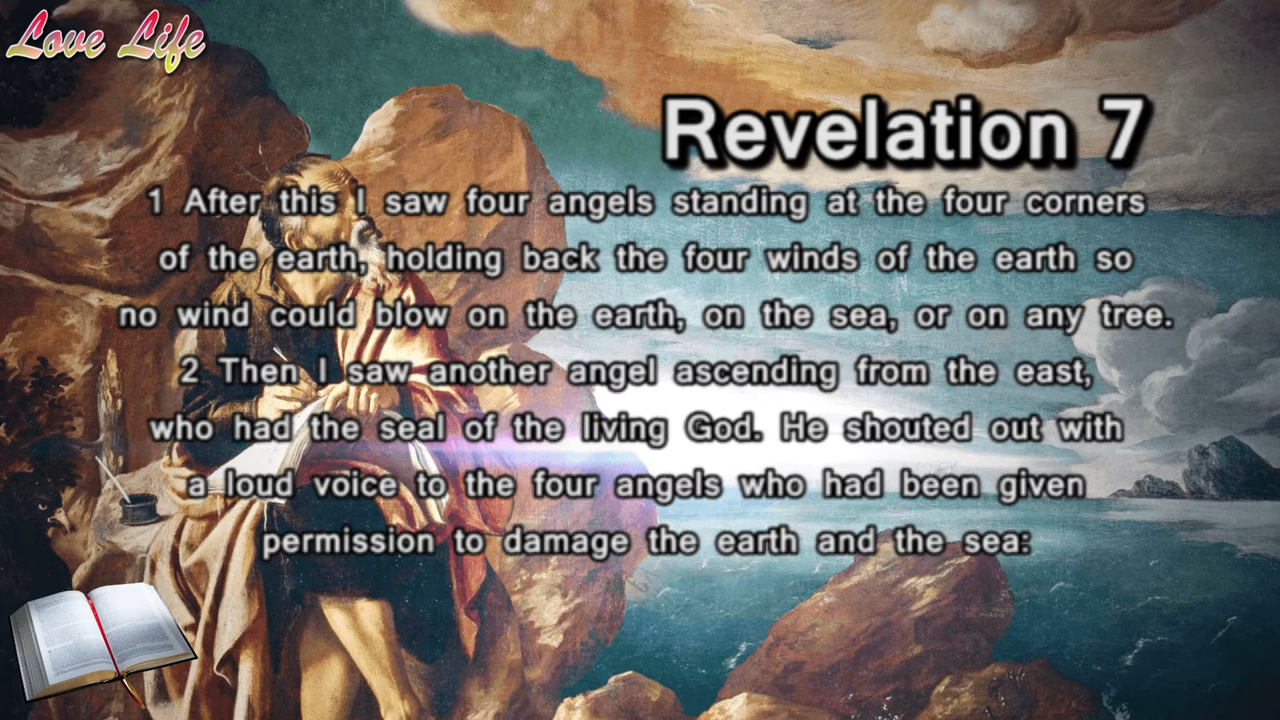 Love Life
Revelation 7
1 After this I saw four angels standing at the four corners
of the earth, holding back the four winds of the earth so
no wind could blow on the earth, on the sea, or on any tree.
2 Then I saw another angel ascending from the east,
who had the seal of the living God. He shouted out with
a loud voice to the four angels who had been given
permission to damage the earth and the sea: